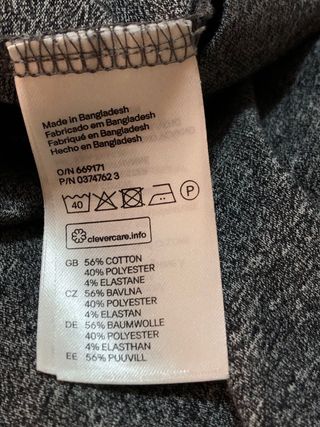 Made in Bangladesh
Fabricado em Bangladesh
Fabriqué en Bangladesh
Hecho en Bangladesh
O/N 669171
P/N 0374762 3
40 P
clevercare.info
GB 56% COTTON
40% POLYESTER
4% ELASTANE
CZ 56% BAVLNA
40% POLYESTER
4% ELASTAN
DE 56% BAUMWOLLE
40% POLYESTER
4% ELASTHAN
EE 56% PUUVILL